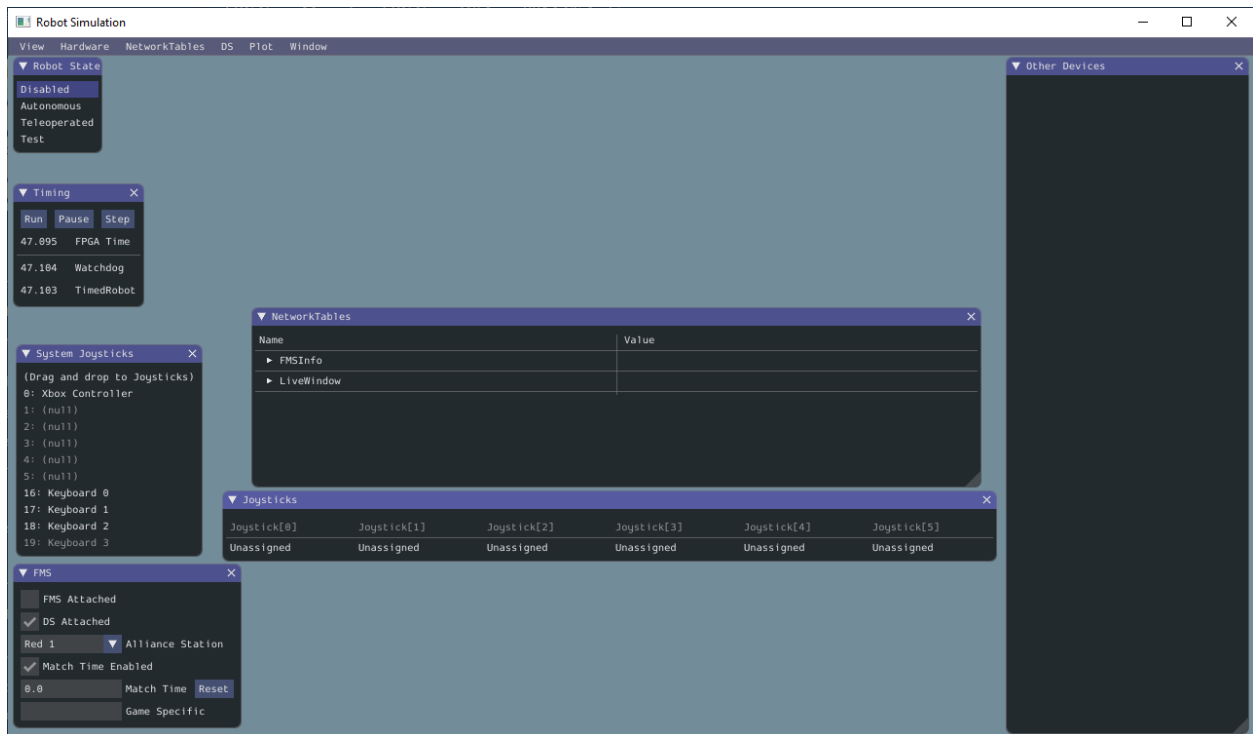 Robot Simulation
View Hardware NetworkTables DS Plot Window
Robot State
Disabled
Autonomous
Teleoperated
Test
Timing
Run Pause Step
47.095 FPGA Time
47.104 Watchdog
47.103 TimedRobot
System Joysticks
(Drag and drop to Joysticks)
0: Xbox Controller
1: (null)
2: (null)
3: (null)
4: (null)
5: (null)
16: Keyboard 0
17: Keyboard 1
18: Keyboard 2
19: Keyboard 3
FMS
FMS Attached
DS Attached
Red 1 Alliance Station
Match Time Enabled
0.0 Match Time Reset
Game Specific
NetworkTables
Name Value
FMSInfo
LiveWindow
Joysticks
Joystick[0] Joystick[1] Joystick[2] Joystick[3] Joystick[4] Joystick[5]
Unassigned Unassigned Unassigned Unassigned Unassigned Unassigned
Other Devices